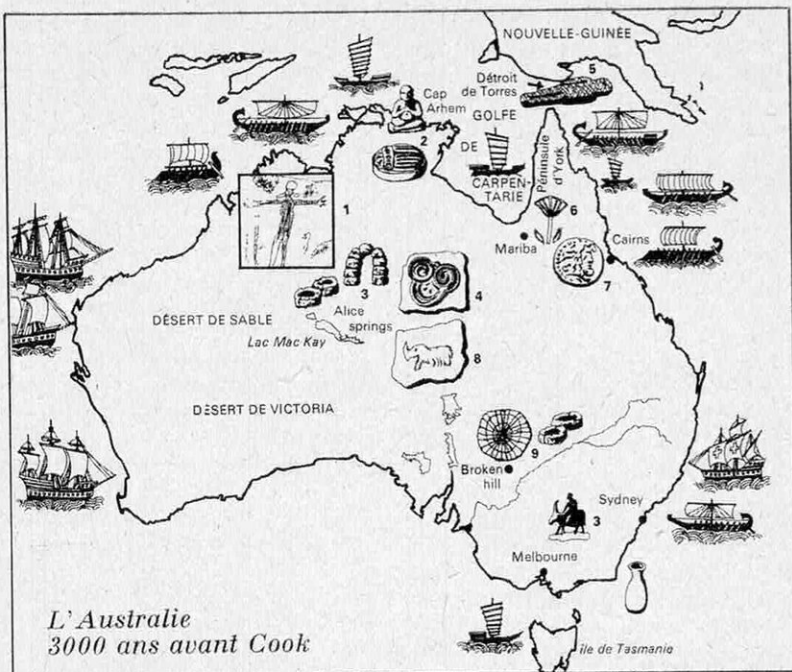 NOUVELLE-GUINÉE
Détroit
de Torres
5
Cap
Arhem
GOLFE
2
DE
CARPEN-
TARIE
Péninsule
d'York
1
6
Mariba
Cairns
7
3
4
Alice
springs
DÉSERT DE SABLE
Lac Mac Kay
8
DÉSERT DE VICTORIA
9
Broken
hill
Sydney
3
Melbourne
L'Australie
3000 ans avant Cook
île de Tasmanie